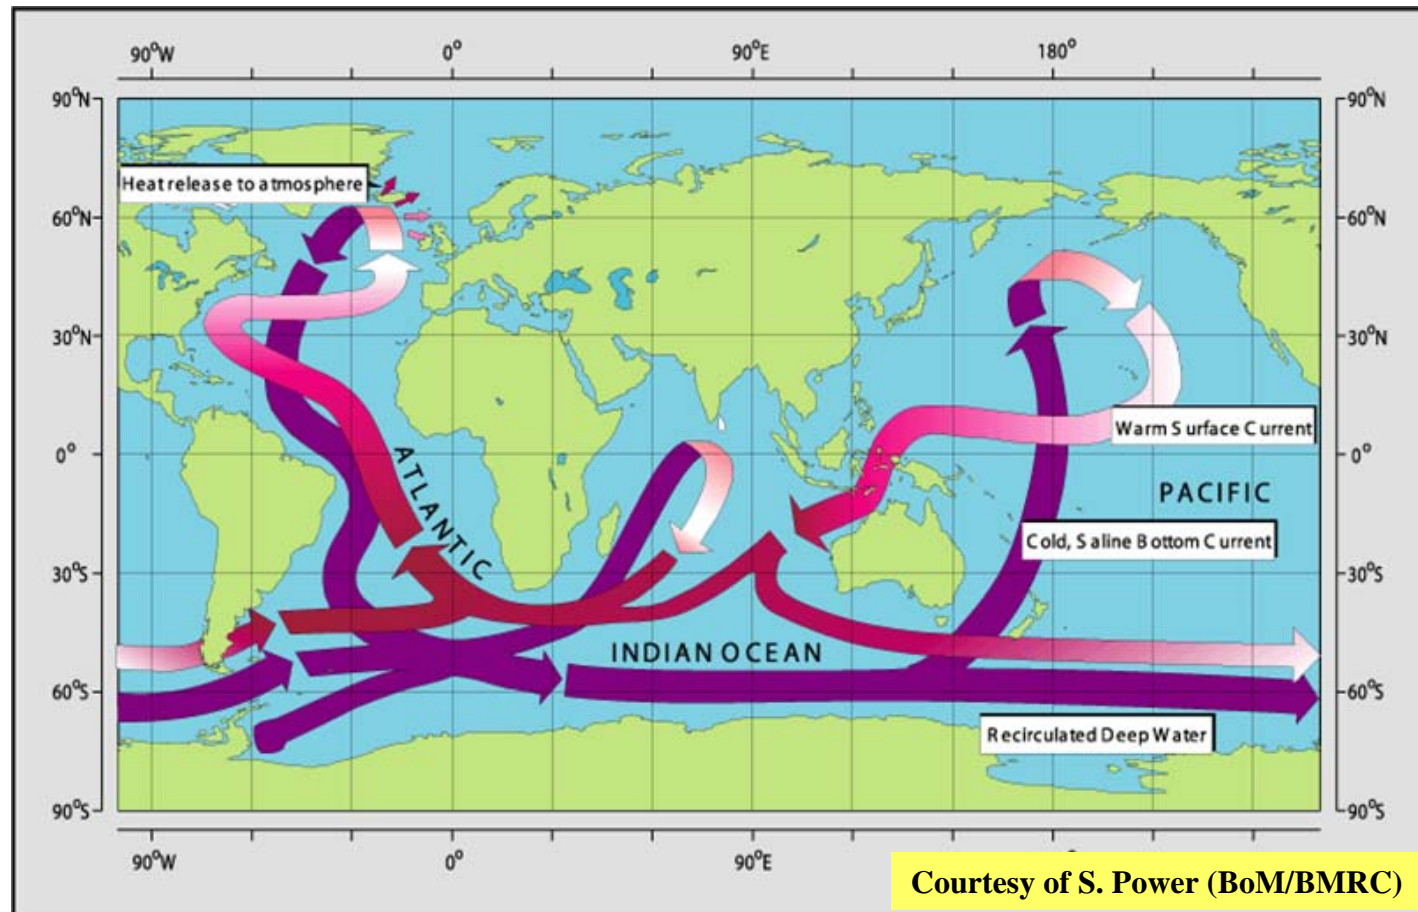 90°W 0° 90°E 180°
90°N 90°N
Heat release to atmosphere
60°N 60°N
30°N 30°N
Warm Surface Current
0° 0°
ATLANTIC
PACIFIC
Cold, Saline Bottom Current
30°S 30°S
INDIAN OCEAN
60°S 60°S
Recirculated Deep Water
90°S 90°S
90°W 0° 90°E
Courtesy of S. Power (BoM/BMRC)